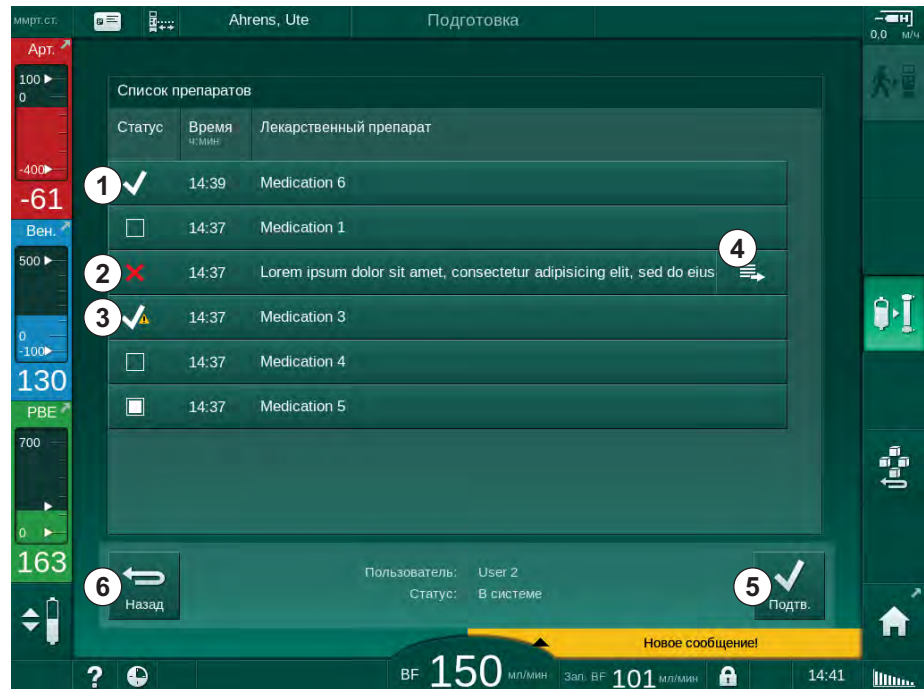 ммрт.ст. Ahrens, Ute Подготовка
0,0 м/ч
Арт.
100
0
-400
-61
Вен.
500
0
-100
130
PBE
700
0
163
Список препаратов
Статус Время Лекарственный препарат
ч:мин
1 14:39 Medication 6
14:37 Medication 1
4
2 14:37 Lorem ipsum dolor sit amet, consectetur adipisicing elit, sed do eius
3 14:37 Medication 3
14:37 Medication 4
14:37 Medication 5
Пользователь: User 2
Статус: В системе
6 Назад
5 Подтв.
Новое сообщение!
? BF 150 мл/мин Зап. BF 101 мл/мин 14:41